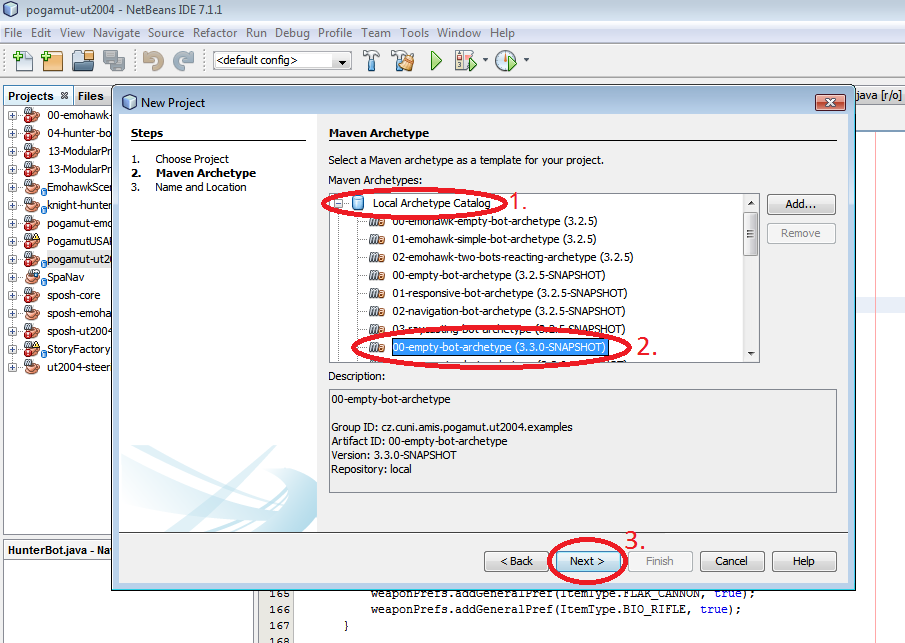 pogamut-ut2004 - NetBeans IDE 7.1.1
File Edit View Navigate Source Refactor Run Debug Profile Team Tools Window Help
<default config>
Projects Files
java [r/o]
00-emohawk-
04-hunter-bo
13-ModularPr
13-ModularPr
EmohawkScen
knight-hunter
pogamut-emo
PogamutUSAR
pogamut-ut20
SpaNav
sposh-core
sposh-emoha
sposh-ut2004
StoryFactory
ut2004-steer
New Project
Steps
1. Choose Project
2. Maven Archetype
3. Name and Location
Maven Archetype
Select a Maven archetype as a template for your project.
Maven Archetypes:
Local Archetype Catalog 1.
00-emohawk-empty-bot-archetype (3.2.5)
01-emohawk-simple-bot-archetype (3.2.5)
02-emohawk-two-bots-reacting-archetype (3.2.5)
00-empty-bot-archetype (3.2.5-SNAPSHOT)
01-responsive-bot-archetype (3.2.5-SNAPSHOT)
02-navigation-bot-archetype (3.2.5-SNAPSHOT)
03-raycasting-bot-archetype (3.2.5-SNAPSHOT)
00-empty-bot-archetype (3.3.0-SNAPSHOT) 2.
Add...
Remove
Description:
00-empty-bot-archetype
Group ID: cz.cuni.amis.pogamut.ut2004.examples
Artifact ID: 00-empty-bot-archetype
Version: 3.3.0-SNAPSHOT
Repository: local
3.
< Back Next > Finish Cancel Help
HunterBot.java - Na
165 weaponPrefs.addGeneralPref(ItemType.FLAK_CANNON, true);
166 weaponPrefs.addGeneralPref(ItemType.BIO_RIFLE, true);
167 }
168